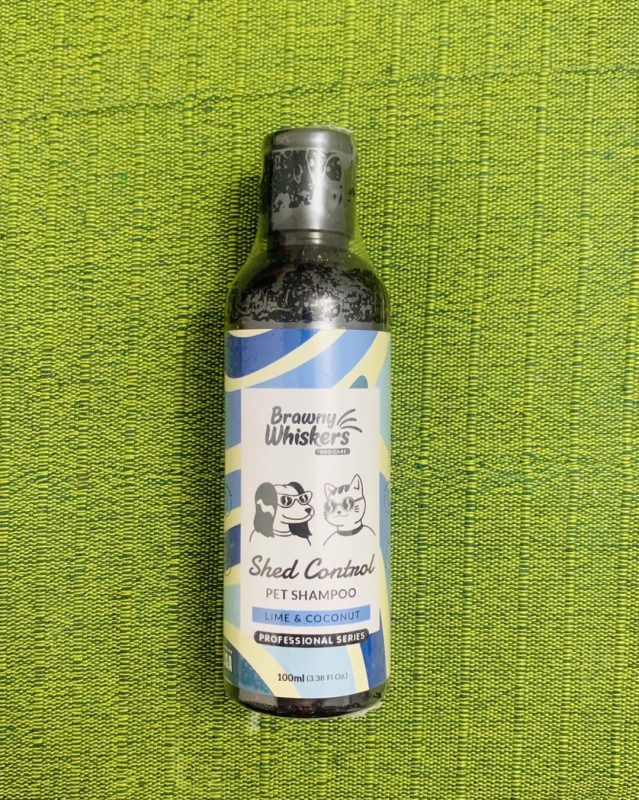 Brawny
Whiskers
PRO CARE
Shed Control
PET SHAMPOO
LIME & COCONUT
PROFESSIONAL SERIES
100ml (3.38 Fl Oz)